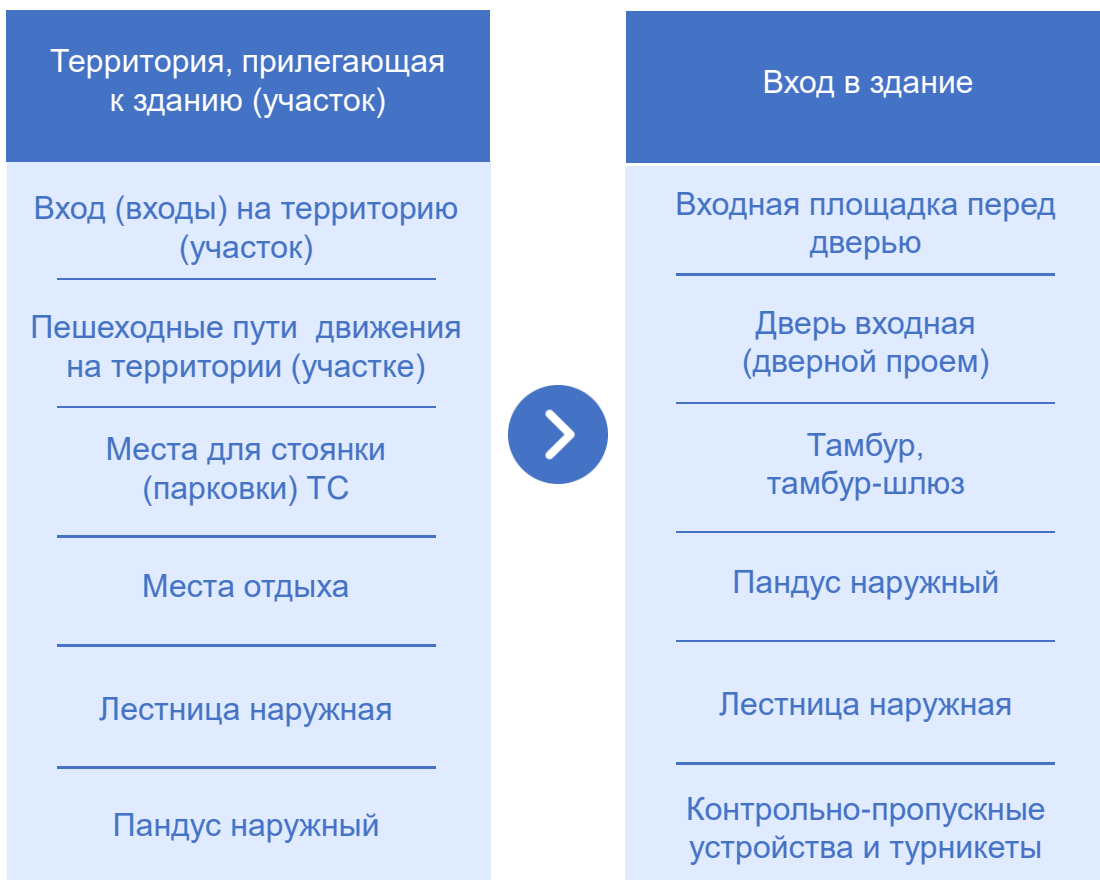 Территория, прилегающая
к зданию (участок)
Вход (входы) на территорию
(участок)
Пешеходные пути  движения
на территории (участке)
Места для стоянки
(парковки) ТС
Места отдыха
Лестница наружная
Пандус наружный
Вход в здание
Входная площадка перед
дверью
Дверь входная
(дверной проем)
Тамбур,
тамбур-шлюз
Пандус наружный
Лестница наружная
Контрольно-пропускные
устройства и турникеты